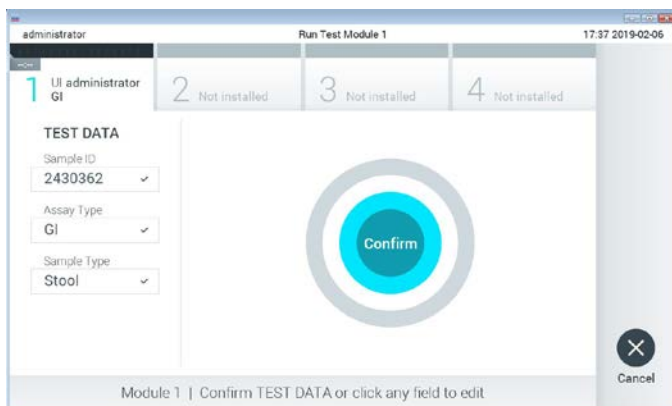 administrator Run Test Module 1 17:37 2019-02-06
1 UI administrator 2 Not installed 3 Not installed 4 Not installed
GI
TEST DATA
Sample ID
2430362
Assay Type
GI
Confirm
Sample Type
Stool
Cancel
Module 1 | Confirm TEST DATA or click any field to edit